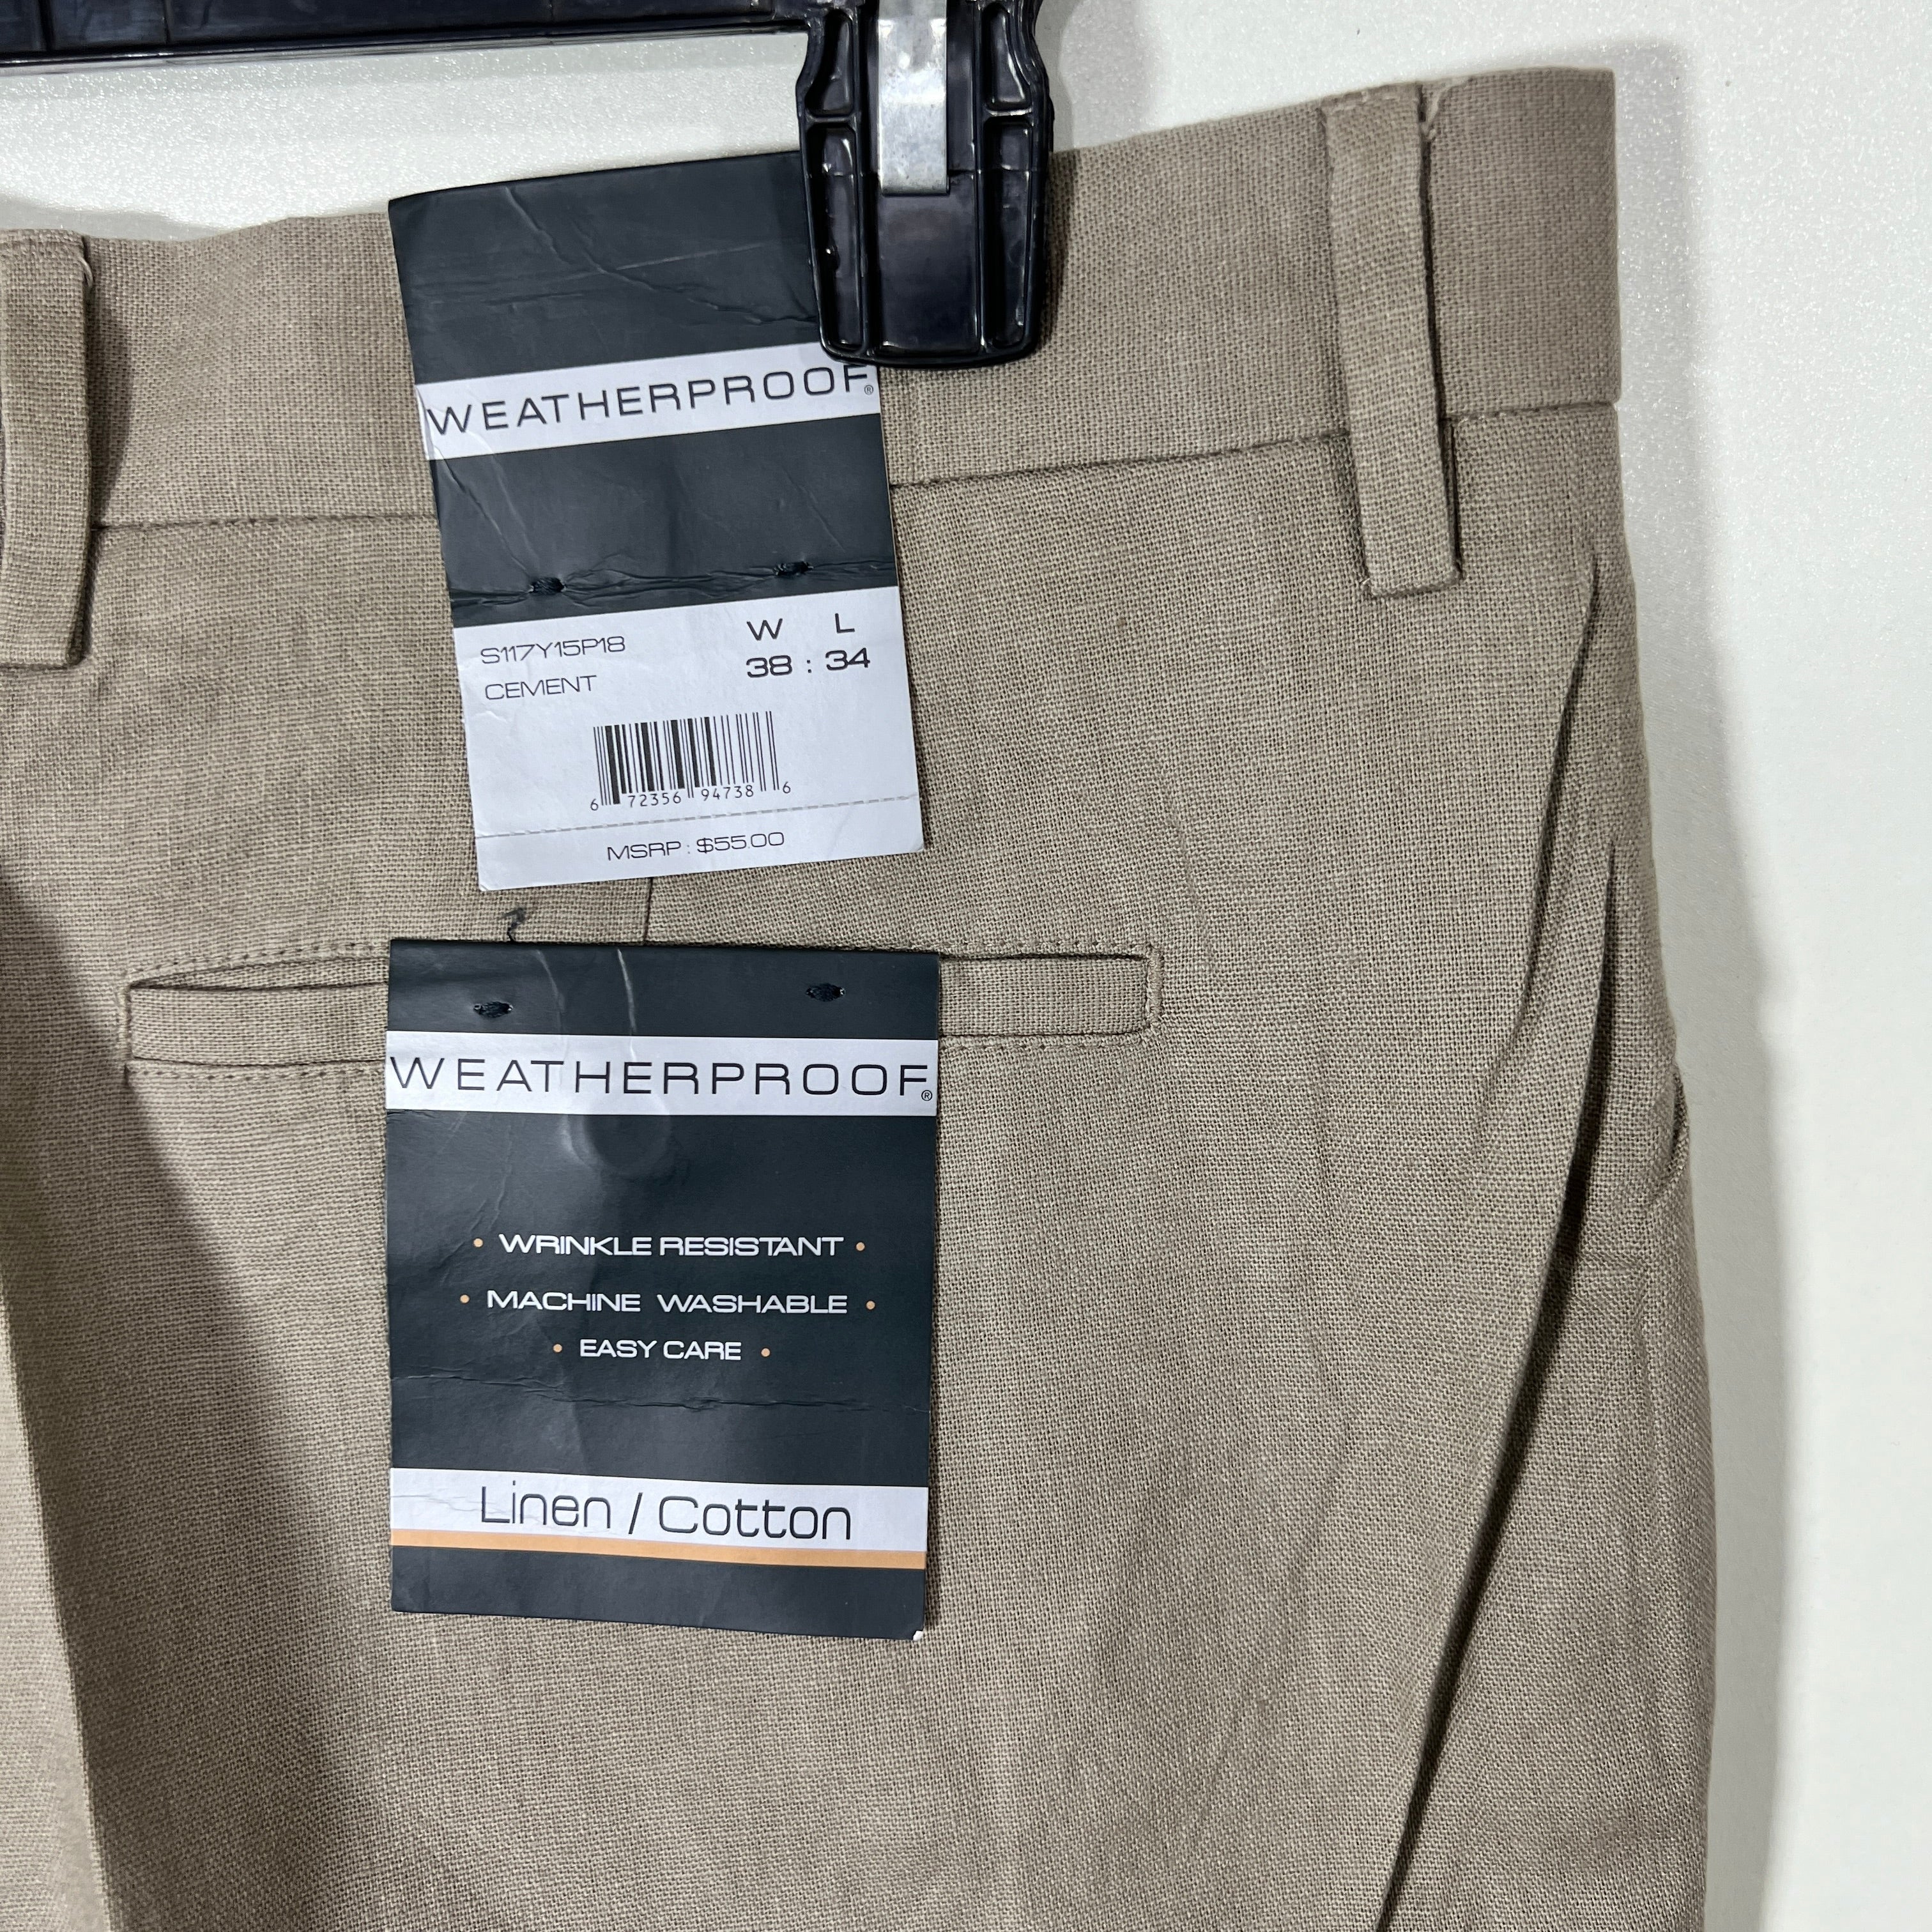 WEATHERPROOF®
S117Y15P18
CEMENT
W L
38 : 34
6 72356 94738 6
MSRP : $55.00
WEATHERPROOF®
• WRINKLE RESISTANT •
• MACHINE WASHABLE •
• EASY CARE •
Linen / Cotton